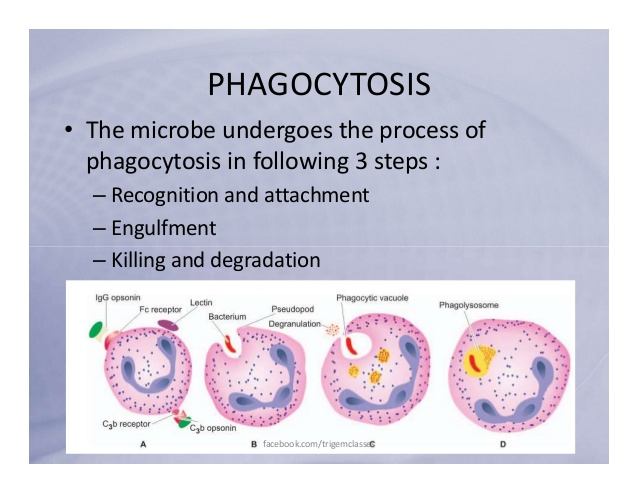 PHAGOCYTOSIS
• The microbe undergoes the process of
phagocytosis in following 3 steps :
– Recognition and attachment
– Engulfment
– Killing and degradation
IgG opsonin
Fc receptor
Lectin
C3b receptor
C3b opsonin
A
Bacterium
Pseudopod
B
Phagocytic vacuole
Degranulation
C
Phagolysosome
D
facebook.com/trigemclasses